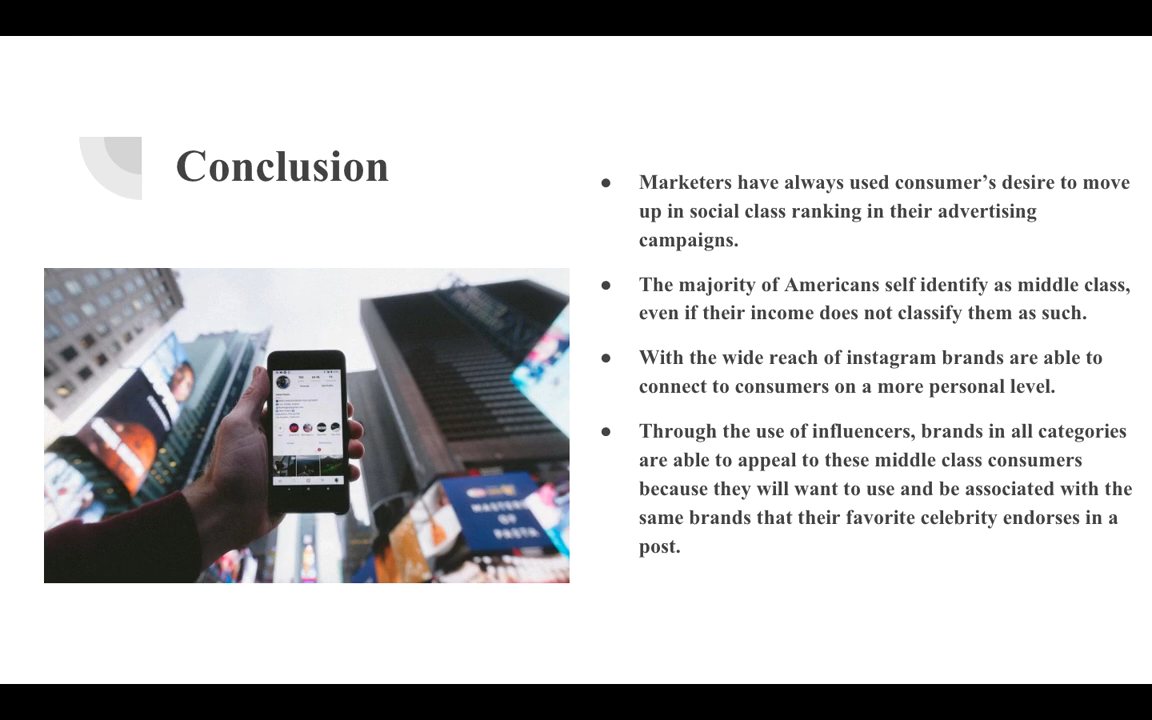 Conclusion
● Marketers have always used consumer’s desire to move
up in social class ranking in their advertising
campaigns.
● The majority of Americans self identify as middle class,
even if their income does not classify them as such.
● With the wide reach of instagram brands are able to
connect to consumers on a more personal level.
● Through the use of influencers, brands in all categories
are able to appeal to these middle class consumers
because they will want to use and be associated with the
same brands that their favorite celebrity endorses in a
post.
MASTERS
OF
PASTA